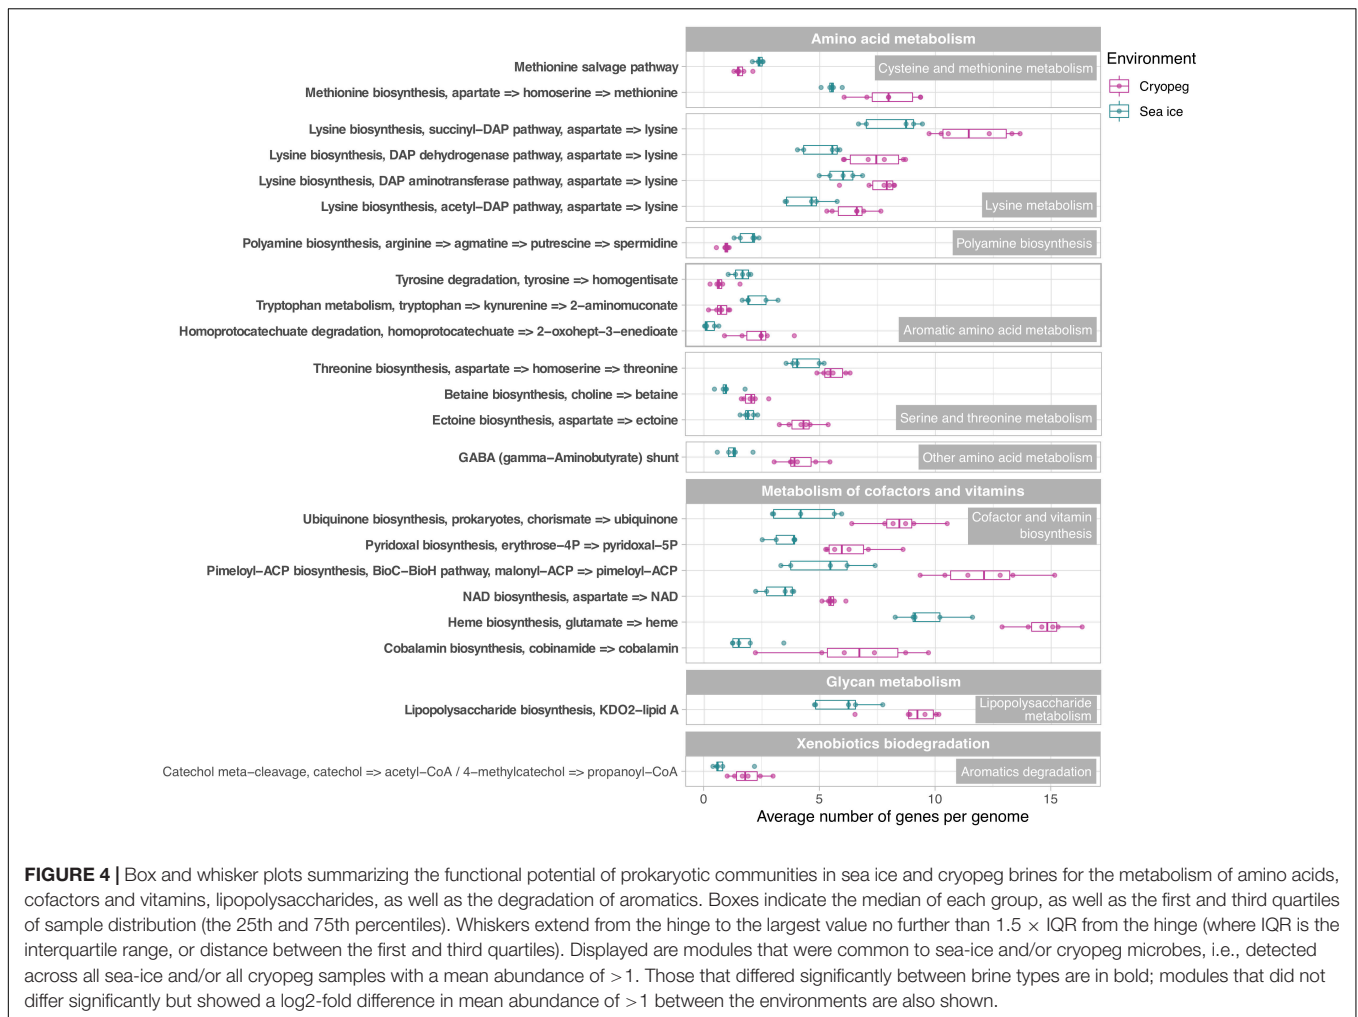 Amino acid metabolism
Environment
Cryopeg
Sea ice
Methionine salvage pathway
Cysteine and methionine metabolism
Methionine biosynthesis, apartate => homoserine => methionine
Lysine biosynthesis, succinyl−DAP pathway, aspartate => lysine
Lysine biosynthesis, DAP dehydrogenase pathway, aspartate => lysine
Lysine biosynthesis, DAP aminotransferase pathway, aspartate => lysine
Lysine biosynthesis, acetyl−DAP pathway, aspartate => lysine
Lysine metabolism
Polyamine biosynthesis, arginine => agmatine => putrescine => spermidine
Polyamine biosynthesis
Tyrosine degradation, tyrosine => homogentisate
Tryptophan metabolism, tryptophan => kynurenine => 2−aminomuconate
Homoprotocatechuate degradation, homoprotocatechuate => 2−oxohept−3−enedioate
Aromatic amino acid metabolism
Threonine biosynthesis, aspartate => homoserine => threonine
Betaine biosynthesis, choline => betaine
Ectoine biosynthesis, aspartate => ectoine
Serine and threonine metabolism
GABA (gamma−Aminobutyrate) shunt
Other amino acid metabolism
Metabolism of cofactors and vitamins
Ubiquinone biosynthesis, prokaryotes, chorismate => ubiquinone
Cofactor and vitamin
biosynthesis
Pyridoxal biosynthesis, erythrose−4P => pyridoxal−5P
Pimeloyl−ACP biosynthesis, BioC−BioH pathway, malonyl−ACP => pimeloyl−ACP
NAD biosynthesis, aspartate => NAD
Heme biosynthesis, glutamate => heme
Cobalamin biosynthesis, cobinamide => cobalamin
Glycan metabolism
Lipopolysaccharide biosynthesis, KDO2−lipid A
Lipopolysaccharide
metabolism
Xenobiotics biodegradation
Catechol meta−cleavage, catechol => acetyl−CoA / 4−methylcatechol => propanoyl−CoA
Aromatics degradation
0 5 10 15
Average number of genes per genome
FIGURE 4 | Box and whisker plots summarizing the functional potential of prokaryotic communities in sea ice and cryopeg brines for the metabolism of amino acids,
cofactors and vitamins, lipopolysaccharides, as well as the degradation of aromatics. Boxes indicate the median of each group, as well as the first and third quartiles
of sample distribution (the 25th and 75th percentiles). Whiskers extend from the hinge to the largest value no further than 1.5 × IQR from the hinge (where IQR is the
interquartile range, or distance between the first and third quartiles). Displayed are modules that were common to sea-ice and/or cryopeg microbes, i.e., detected
across all sea-ice and/or all cryopeg samples with a mean abundance of >1. Those that differed significantly between brine types are in bold; modules that did not
differ significantly but showed a log2-fold difference in mean abundance of >1 between the environments are also shown.